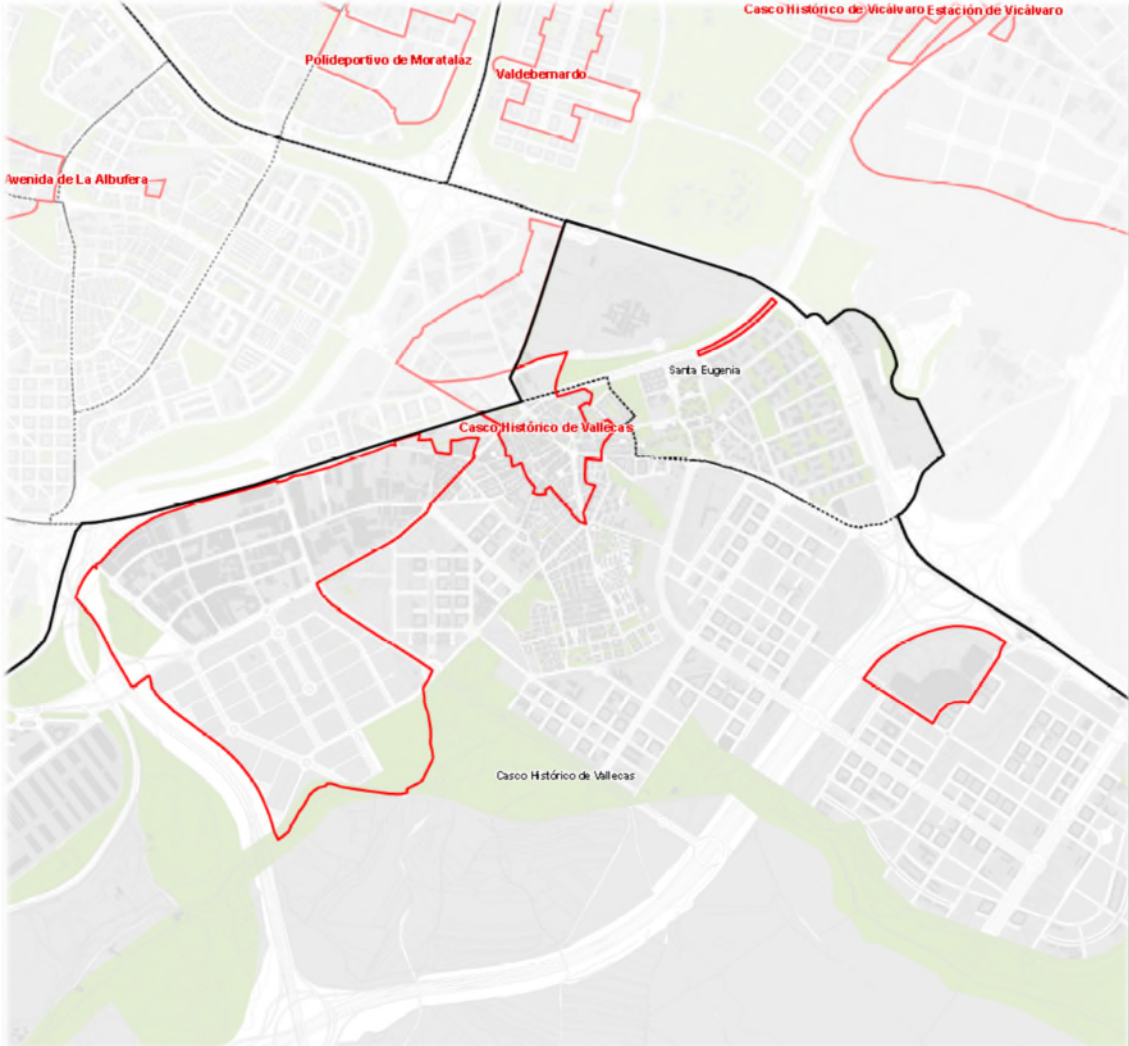 Casco Histórico de Vicálvaro
Estación de Vicálvaro
Polideportivo de Moratalaz
Valdebernardo
Avenida de La Albufera
Santa Eugenia
Casco Histórico de Vallecas
Casco Histórico de Vallecas